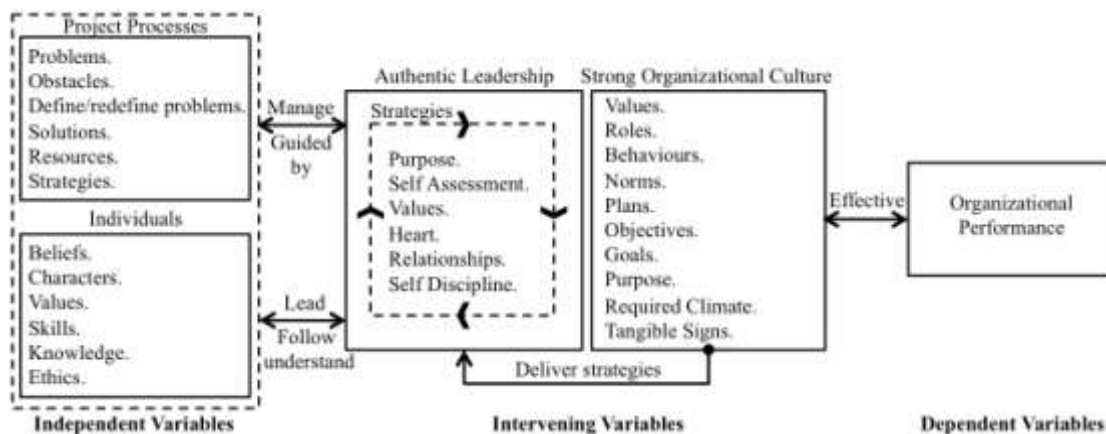 Project Processes
Problems.
Obstacles.
Define/redefine problems.
Solutions.
Resources.
Strategies.
Individuals
Beliefs.
Characters.
Values.
Skills.
Knowledge.
Ethics.
Independent Variables
Manage
Guided
by
Lead
Follow
understand
Authentic Leadership
Strategies
Purpose.
Self Assessment.
Values.
Heart.
Relationships.
Self Discipline.
Strong Organizational Culture
Values.
Roles.
Behaviours.
Norms.
Plans.
Objectives.
Goals.
Purpose.
Required Climate.
Tangible Signs.
Deliver strategies
Intervening Variables
Effective
Organizational
Performance
Dependent Variables